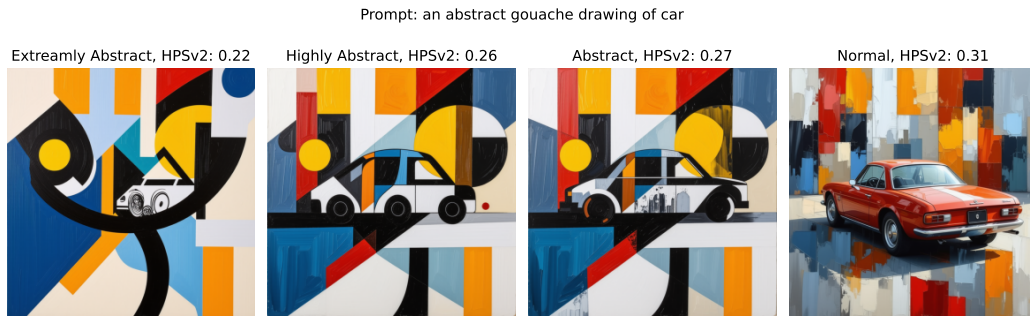 Prompt: an abstract gouache drawing of car
Extreamly Abstract, HPSv2: 0.22
Highly Abstract, HPSv2: 0.26
Abstract, HPSv2: 0.27
Normal, HPSv2: 0.31